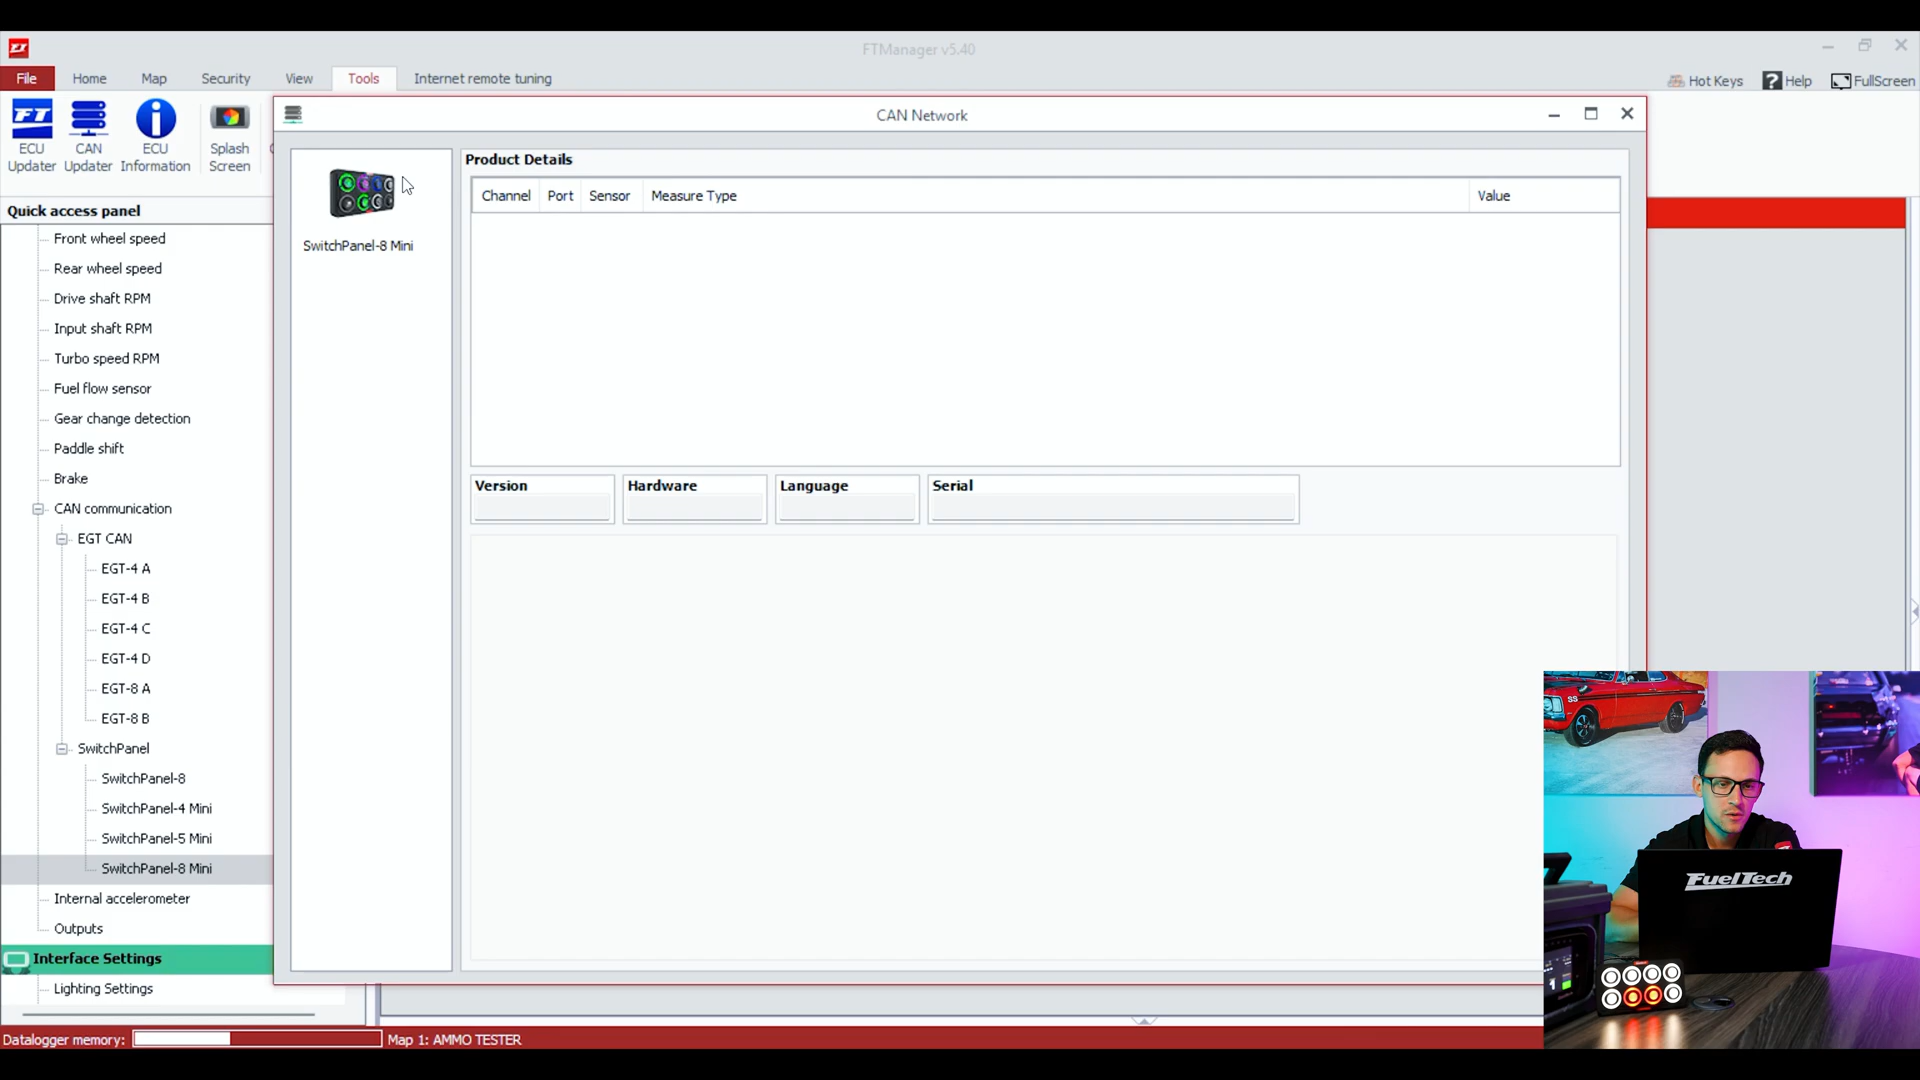 FTManager v5.40
File Home Map Security View Tools Internet remote tuning
Hot Keys ? Help FullScreen
FT ECU Updater
CAN Updater
ECU Information
Splash Screen
CAN Network
Quick access panel
Front wheel speed
Rear wheel speed
Drive shaft RPM
Input shaft RPM
Turbo speed RPM
Fuel flow sensor
Gear change detection
Paddle shift
Brake
CAN communication
EGT CAN
EGT-4 A
EGT-4 B
EGT-4 C
EGT-4 D
EGT-8 A
EGT-8 B
SwitchPanel
SwitchPanel-8
SwitchPanel-4 Mini
SwitchPanel-5 Mini
SwitchPanel-8 Mini
Internal accelerometer
Outputs
Interface Settings
Lighting Settings
SwitchPanel-8 Mini
Product Details
Channel Port Sensor Measure Type Value
Version Hardware Language Serial
SS
FuelTech
Datalogger memory: Map 1: AMMO TESTER